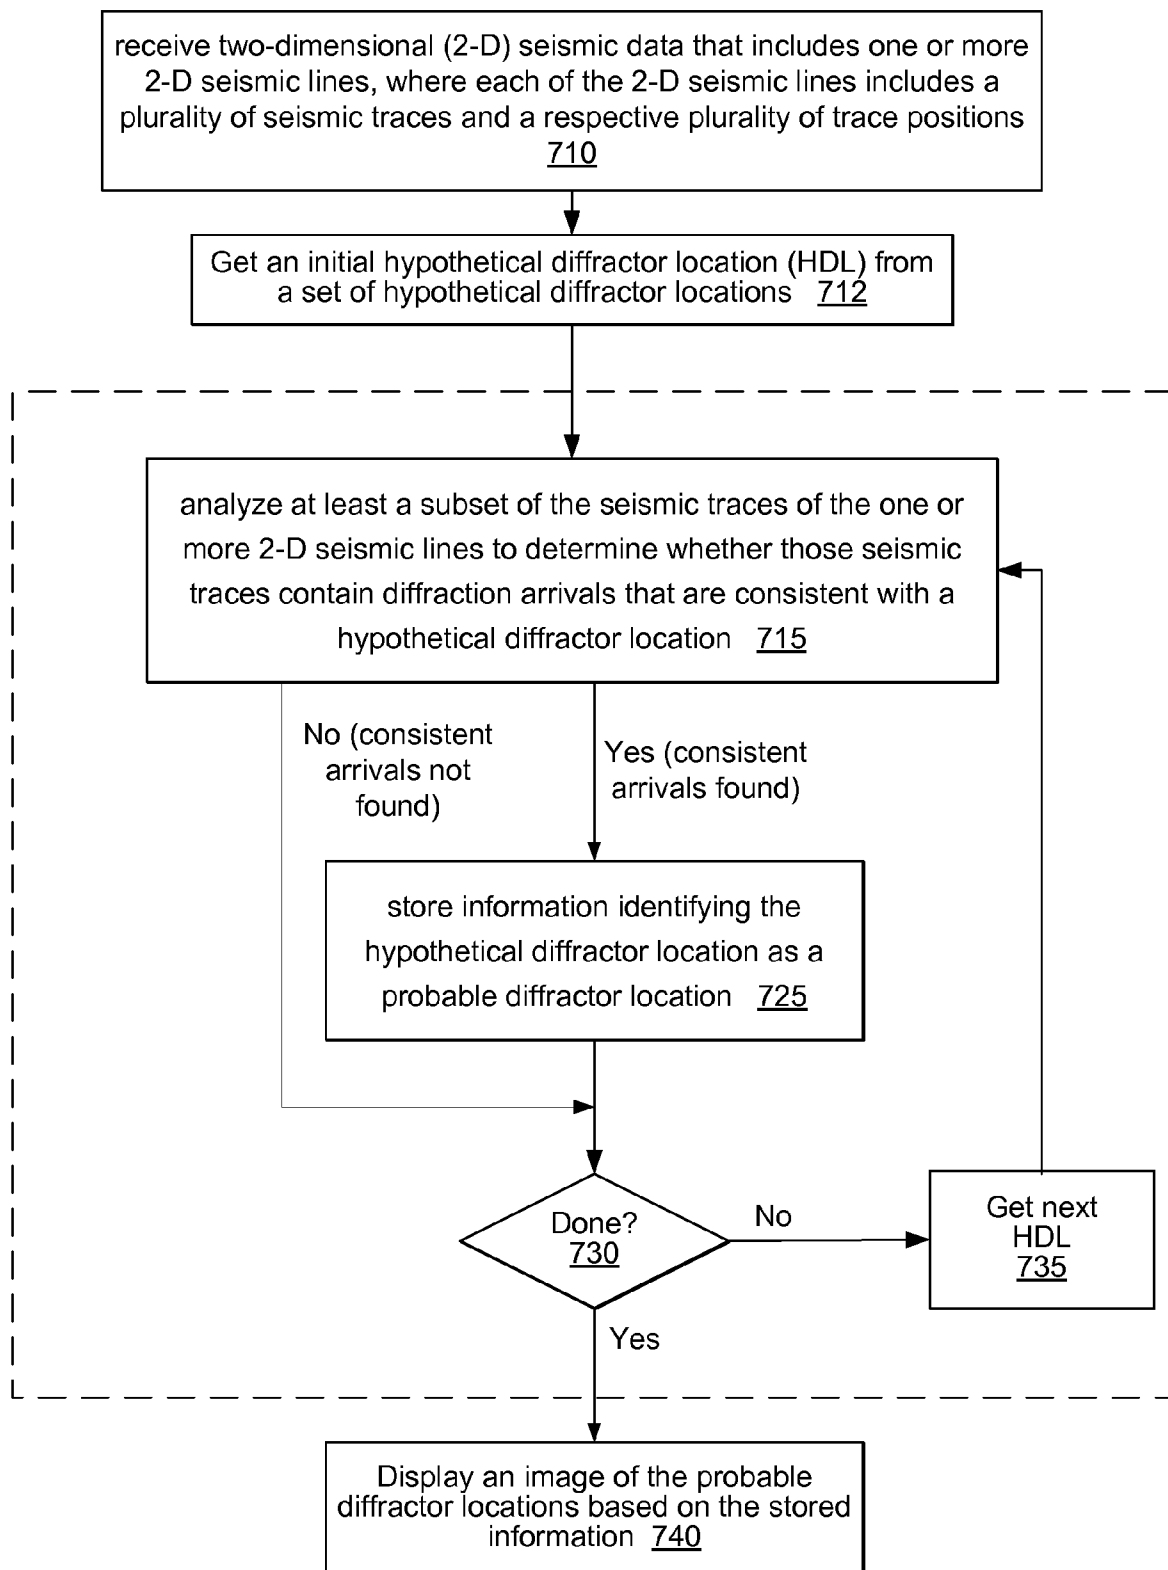 receive two-dimensional (2-D) seismic data that includes one or more
2-D seismic lines, where each of the 2-D seismic lines includes a
plurality of seismic traces and a respective plurality of trace positions
710
Get an initial hypothetical diffractor location (HDL) from
a set of hypothetical diffractor locations 712
analyze at least a subset of the seismic traces of the one or
more 2-D seismic lines to determine whether those seismic
traces contain diffraction arrivals that are consistent with a
hypothetical diffractor location 715
No (consistent
arrivals not
found)
Yes (consistent
arrivals found)
store information identifying the
hypothetical diffractor location as a
probable diffractor location 725
Done?
730
No
Get next
HDL
735
Yes
Display an image of the probable
diffractor locations based on the stored
information 740